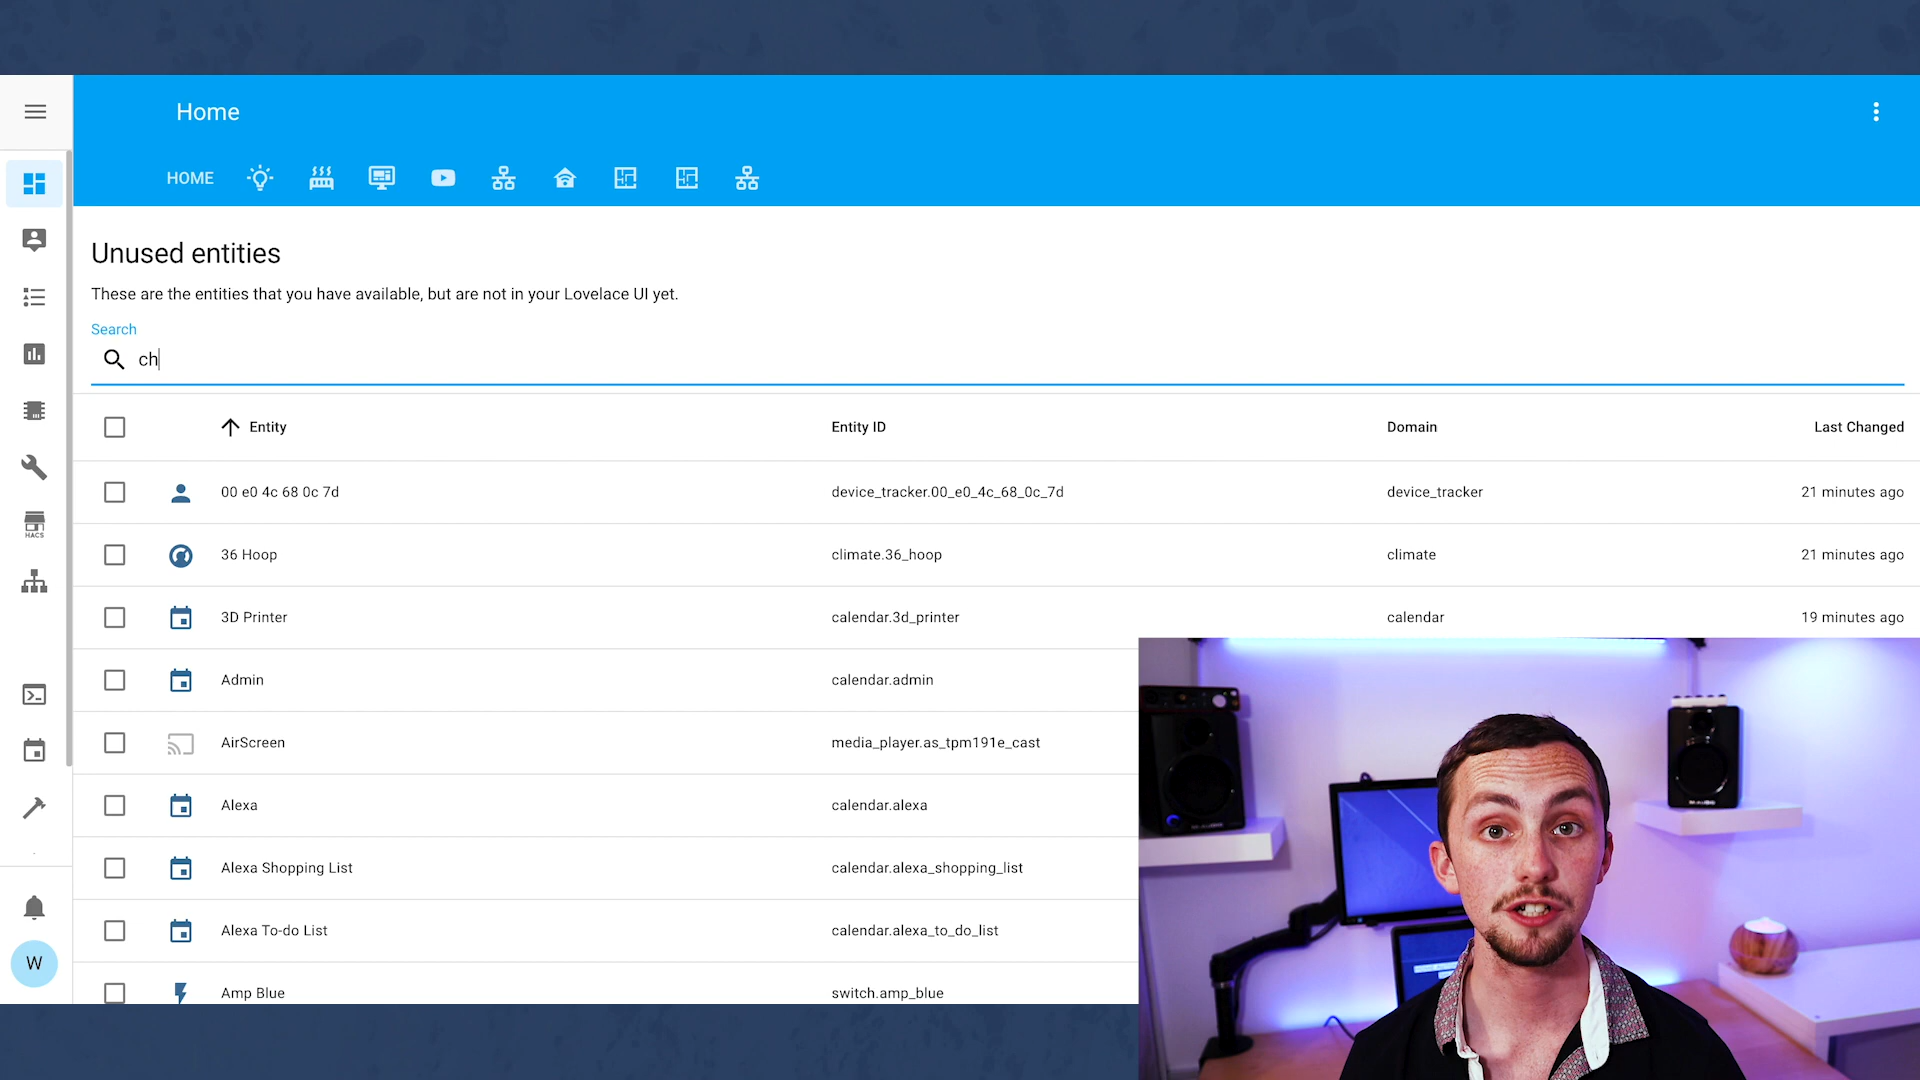 Home
HOME
Unused entities
These are the entities that you have available, but are not in your Lovelace UI yet.
Search
ch
Entity Entity ID Domain Last Changed
00 e0 4c 68 0c 7d device_tracker.00_e0_4c_68_0c_7d device_tracker 21 minutes ago
36 Hoop climate.36_hoop climate 21 minutes ago
3D Printer calendar.3d_printer calendar 19 minutes ago
Admin calendar.admin
AirScreen media_player.as_tpm191e_cast
Alexa calendar.alexa
Alexa Shopping List calendar.alexa_shopping_list
Alexa To-do List calendar.alexa_to_do_list
Amp Blue switch.amp_blue
HACS
W